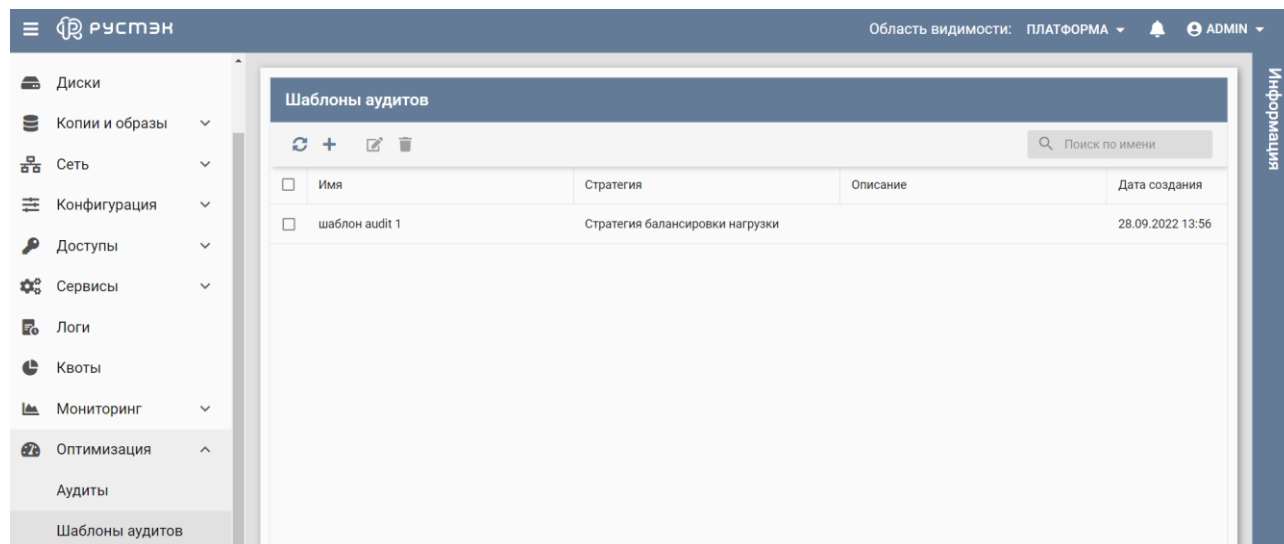 РУСТЭК
Область видимости: ПЛАТФОРМА
ADMIN
Диски
Копии и образы
Сеть
Конфигурация
Доступы
Сервисы
Логи
Квоты
Мониторинг
Оптимизация
Аудиты
Шаблоны аудитов
Шаблоны аудитов
Поиск по имени
Имя Стратегия Описание Дата создания
шаблон audit 1 Стратегия балансировки нагрузки 28.09.2022 13:56
Информация